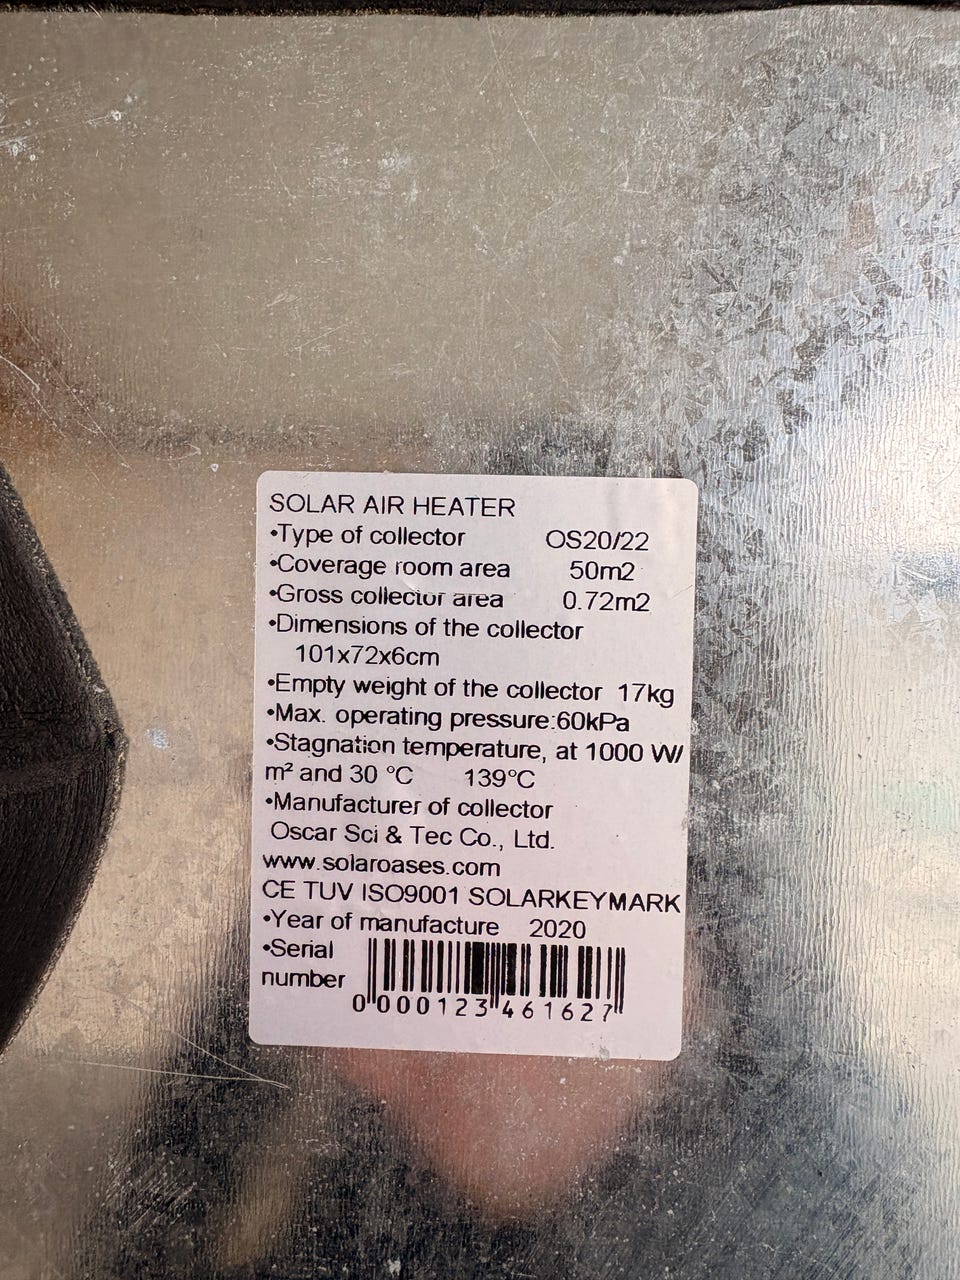 SOLAR AIR HEATER
•Type of collector OS20/22
•Coverage room area 50m2
•Gross collector area 0.72m2
•Dimensions of the collector
101x72x6cm
•Empty weight of the collector 17kg
•Max. operating pressure:60kPa
•Stagnation temperature, at 1000 W/
m² and 30 °C 139°C
•Manufacturer of collector
Oscar Sci & Tec Co., Ltd.
www.solaroases.com
CE TUV ISO9001 SOLARKEYMARK
•Year of manufacture 2020
•Serial
number
0 000123 461627